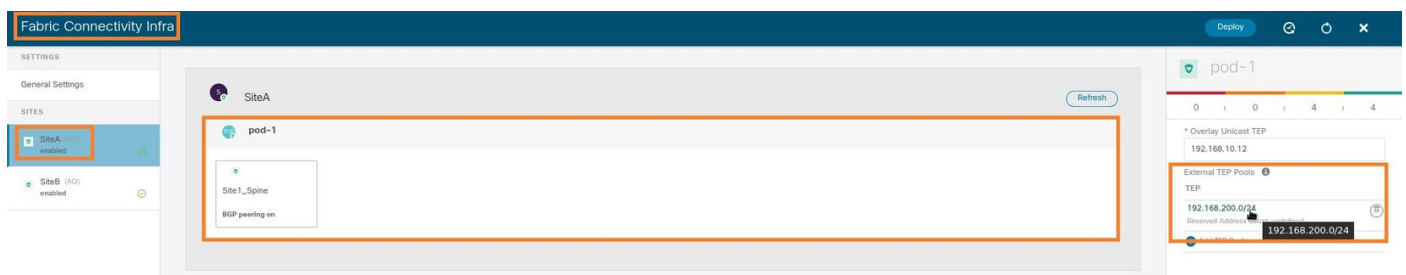 Fabric Connectivity Infra
Deploy
SETTINGS
General Settings
SITES
SiteA
enabled
SiteB (ACI)
enabled
SiteA
Refresh
pod-1
Site1_Spine
BGP peering on
pod-1
0 0 4 4
* Overlay Unicast TEP
192.168.10.12
External TEP Pools
TEP
192.168.200.0/24
Reserved Address
192.168.200.0/24